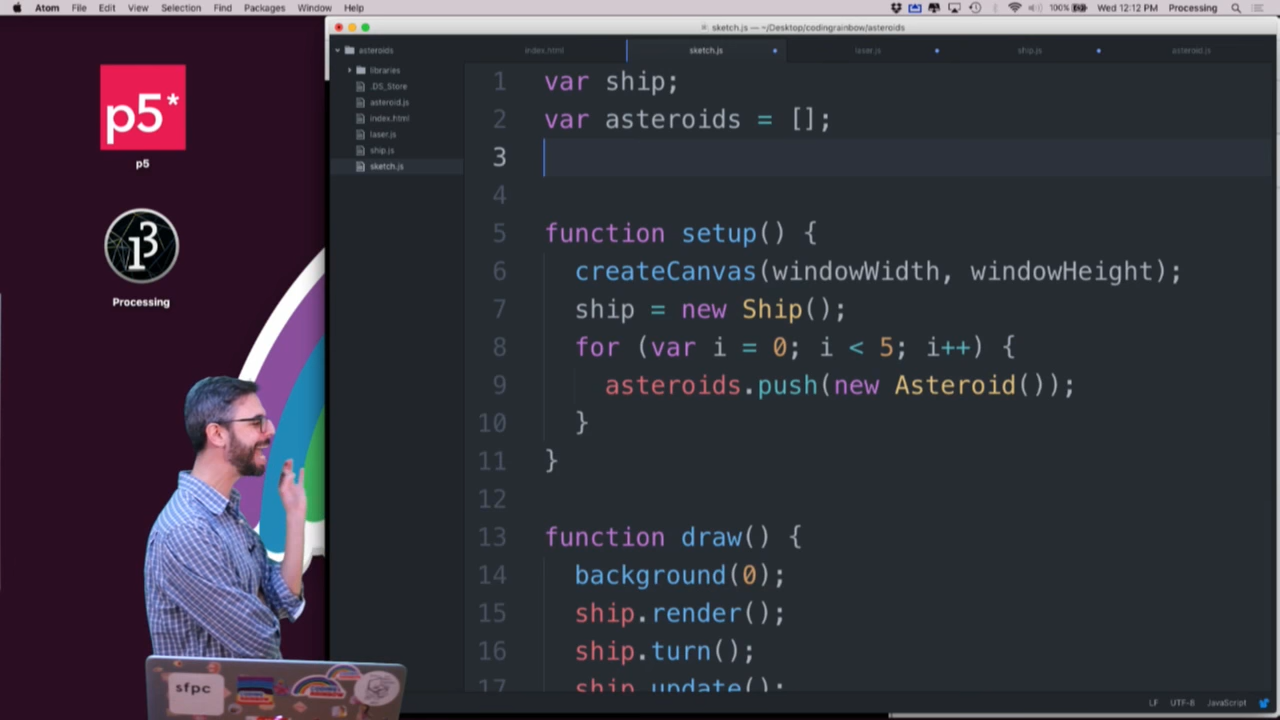 Atom File Edit View Selection Find Packages Window Help
100% Wed 12:12 PM Processing
sketch.js — ~/Desktop/codingrainbow/asteroids
asteroids
index.html sketch.js laser.js ship.js asteroid.js
libraries
.DS_Store
asteroid.js
index.html
laser.js
ship.js
sketch.js
p5*
p5
Processing
1 var ship;
2 var asteroids = [];
3
4
5 function setup() {
6 createCanvas(windowWidth, windowHeight);
7 ship = new Ship();
8 for (var i = 0; i < 5; i++) {
9 asteroids.push(new Asteroid());
10 }
11 }
12
13 function draw() {
14 background(0);
15 ship.render();
16 ship.turn();
17 ship.update();
sfpc
LF UTF-8 JavaScript